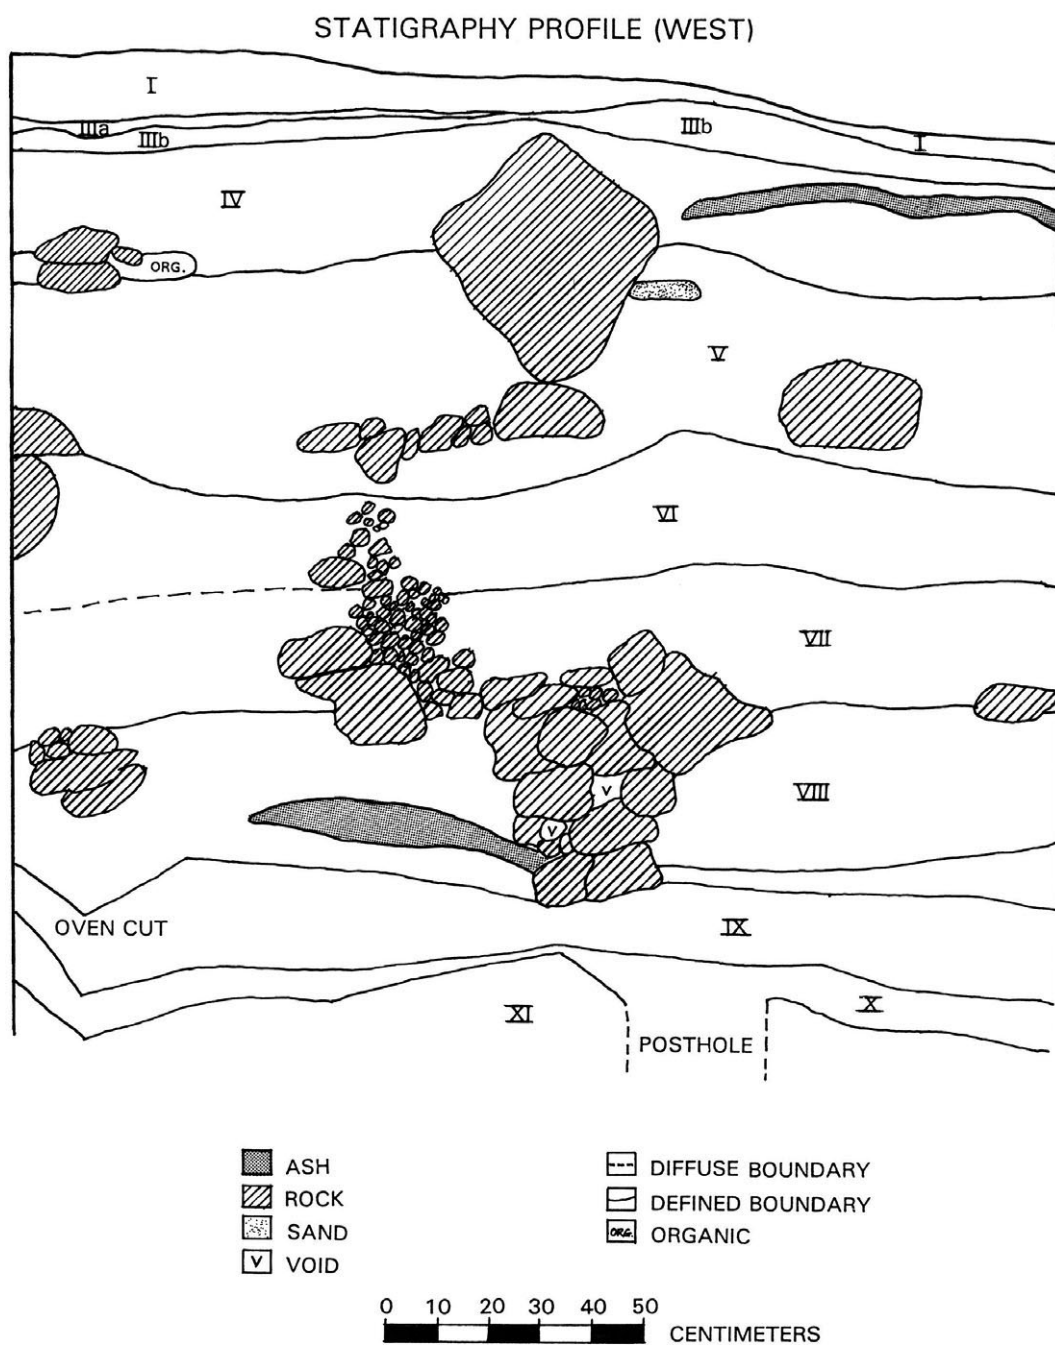 STATIGRAPHY PROFILE (WEST)
I
IIIa
IIIb
IIIb
I
IV
ORG.
V
VI
VII
VIII
V
V
OVEN CUT
IX
XI
X
POSTHOLE
ASH
ROCK
SAND
V VOID
DIFFUSE BOUNDARY
DEFINED BOUNDARY
ORG. ORGANIC
0 10 20 30 40 50
CENTIMETERS